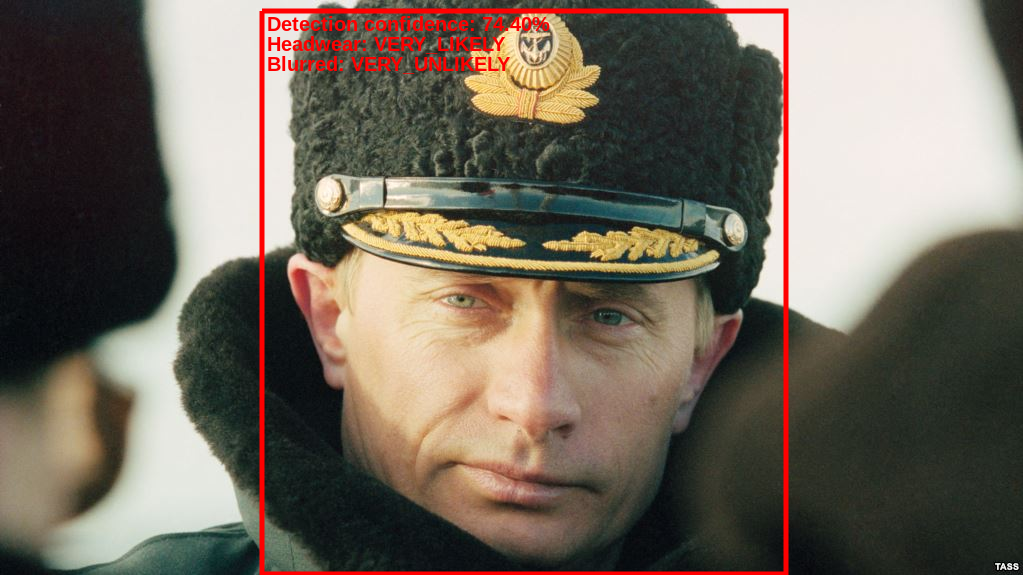 Detection confidence: 74.40%
Headwear: VERY_LIKELY
Blurred: VERY_UNLIKELY
TASS